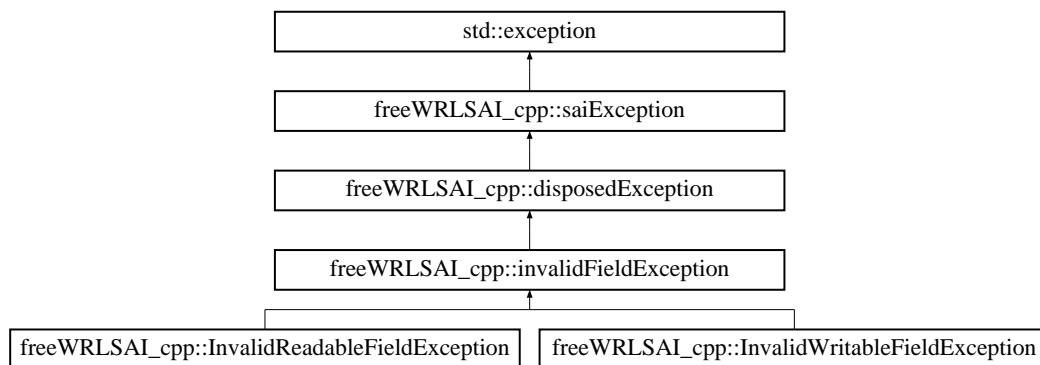 std::exception
freeWRLSAI_cpp::saiException
freeWRLSAI_cpp::disposedException
freeWRLSAI_cpp::invalidFieldException
freeWRLSAI_cpp::InvalidReadableFieldException
freeWRLSAI_cpp::InvalidWritableFieldException